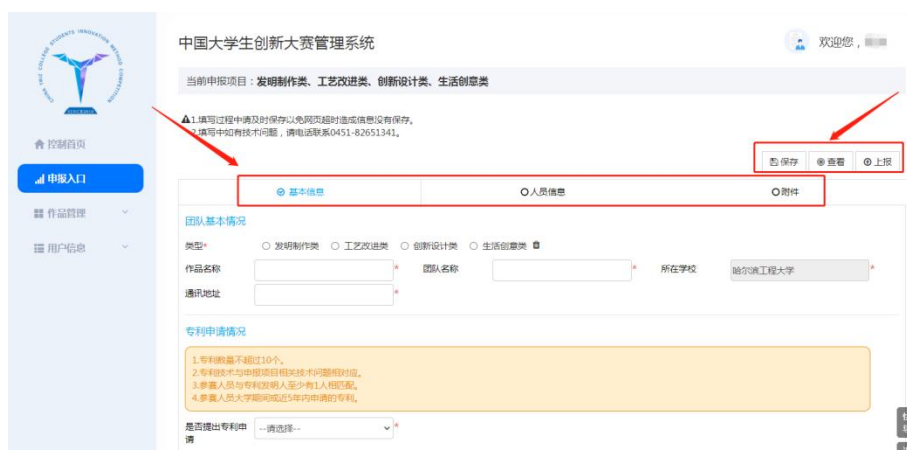 CHINA TRIZ COLLEGE STUDENTS INNOVATION METHOD COMPETITION
中国大学生创新大赛管理系统
欢迎您，
当前申报项目：发明制作类、工艺改进类、创新设计类、生活创意类
1.填写过程中请及时保存以免网页超时造成信息没有保存。
2.填写中如有技术问题，请电话联系0451-82651341。
控制首页
保存 查看 上报
申报入口
基本信息 人员信息 附件
作品管理
团队基本情况
用户信息
类型* 发明制作类 工艺改进类 创新设计类 生活创意类
作品名称 * 团队名称 * 所在学校 哈尔滨工程大学 *
通讯地址 *
专利申请情况
1.专利数量不超过10个。
2.专利技术与申报项目相关技术问题相对应。
3.参赛人员与专利发明人至少有1人相匹配。
4.参赛人员大学期间或近5年内申请的专利。
是否提出专利申
请 --请选择-- *